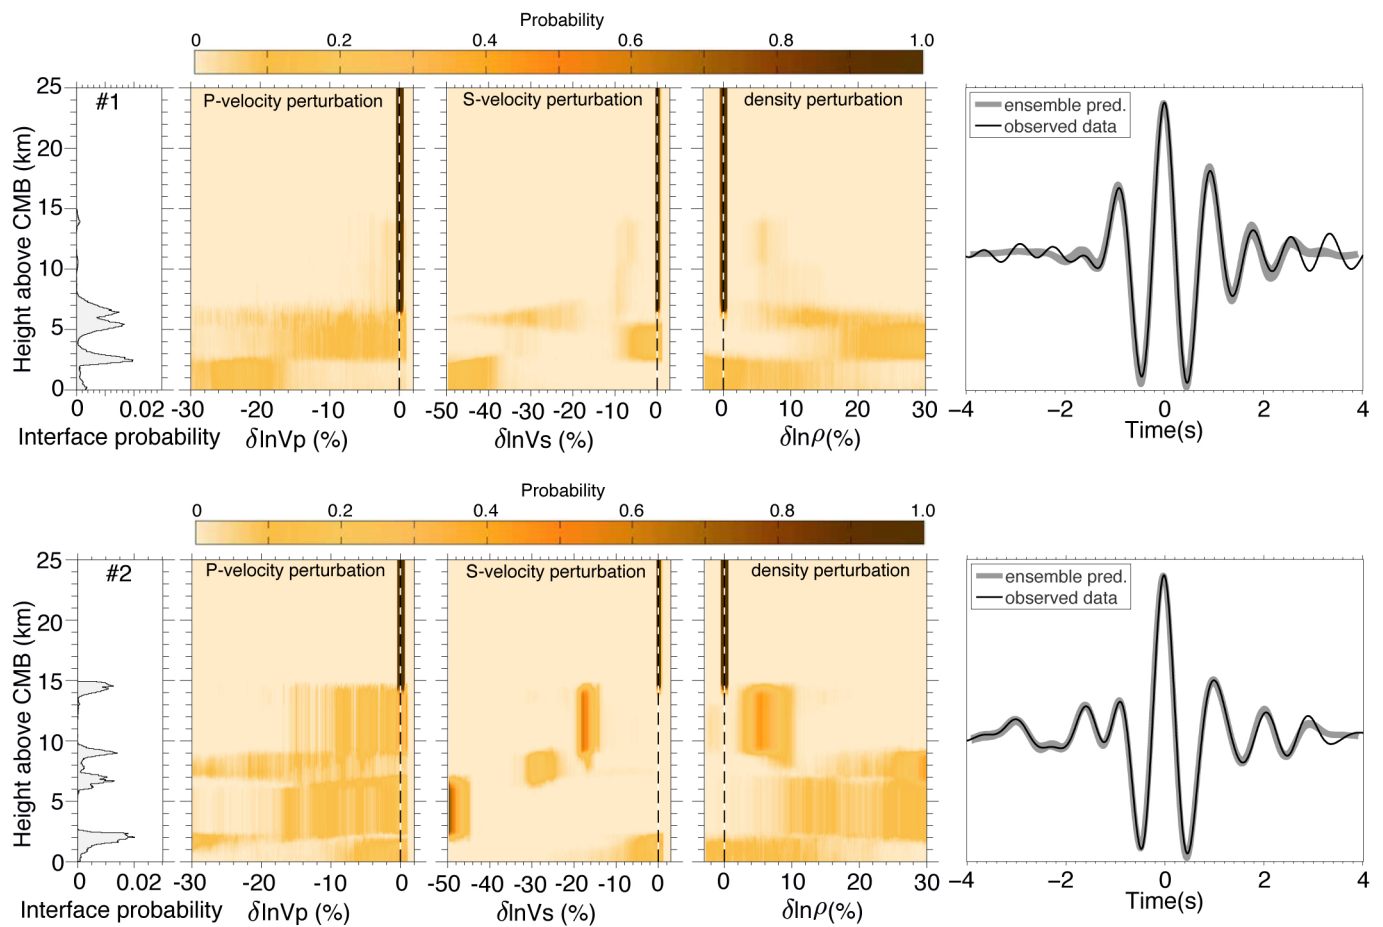 Probability
0 0.2 0.4 0.6 0.8 1.0
#1
P-velocity perturbation
S-velocity perturbation
density perturbation
ensemble pred.
observed data
25
20
15
10
5
0
Height above CMB (km)
0 0.02
-30 -20 -10 0
-50 -40 -30 -20 -10 0
0 10 20 30
−4 −2 0 2 4
Interface probability
δlnVp (%)
δlnVs (%)
δlnρ(%)
Time(s)
Probability
0 0.2 0.4 0.6 0.8 1.0
#2
P-velocity perturbation
S-velocity perturbation
density perturbation
ensemble pred.
observed data
25
20
15
10
5
0
Height above CMB (km)
0 0.02
-30 -20 -10 0
-50 -40 -30 -20 -10 0
0 10 20 30
−4 −2 0 2 4
Interface probability
δlnVp (%)
δlnVs (%)
δlnρ(%)
Time(s)